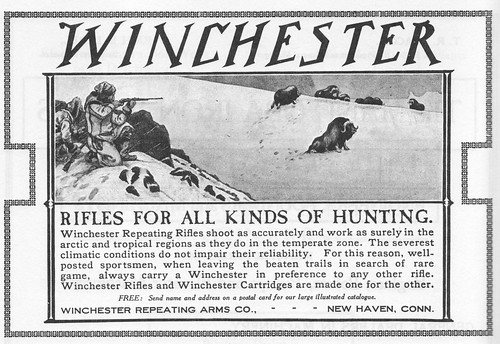 WINCHESTER
RIFLES FOR ALL KINDS OF HUNTING.
Winchester Repeating Rifles shoot as accurately and work as surely in the
arctic and tropical regions as they do in the temperate zone. The severest
climatic conditions do not impair their reliability. For this reason, well-
posted sportsmen, when leaving the beaten trails in search of rare
game, always carry a Winchester in preference to any other rifle.
Winchester Rifles and Winchester Cartridges are made one for the other.
FREE: Send name and address on a postal card for our large illustrated catalogue.
WINCHESTER REPEATING ARMS CO., - - - NEW HAVEN, CONN.